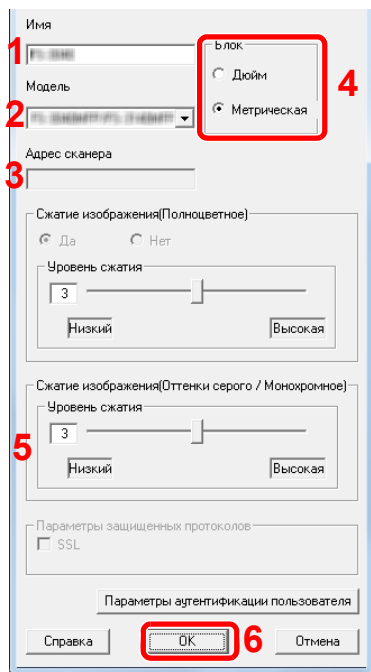 Имя
1
Блок
Дюйм
Метрическая
4
Модель
2
Адрес сканера
3
Сжатие изображения(Полноцветное)
Да Нет
Уровень сжатия
3
Низкий Высокая
Сжатие изображения(Оттенки серого / Монохромное)
Уровень сжатия
3
5
Низкий Высокая
Параметры защищенных протоколов
SSL
Параметры аутентификации пользователя
Справка OK 6 Отмена